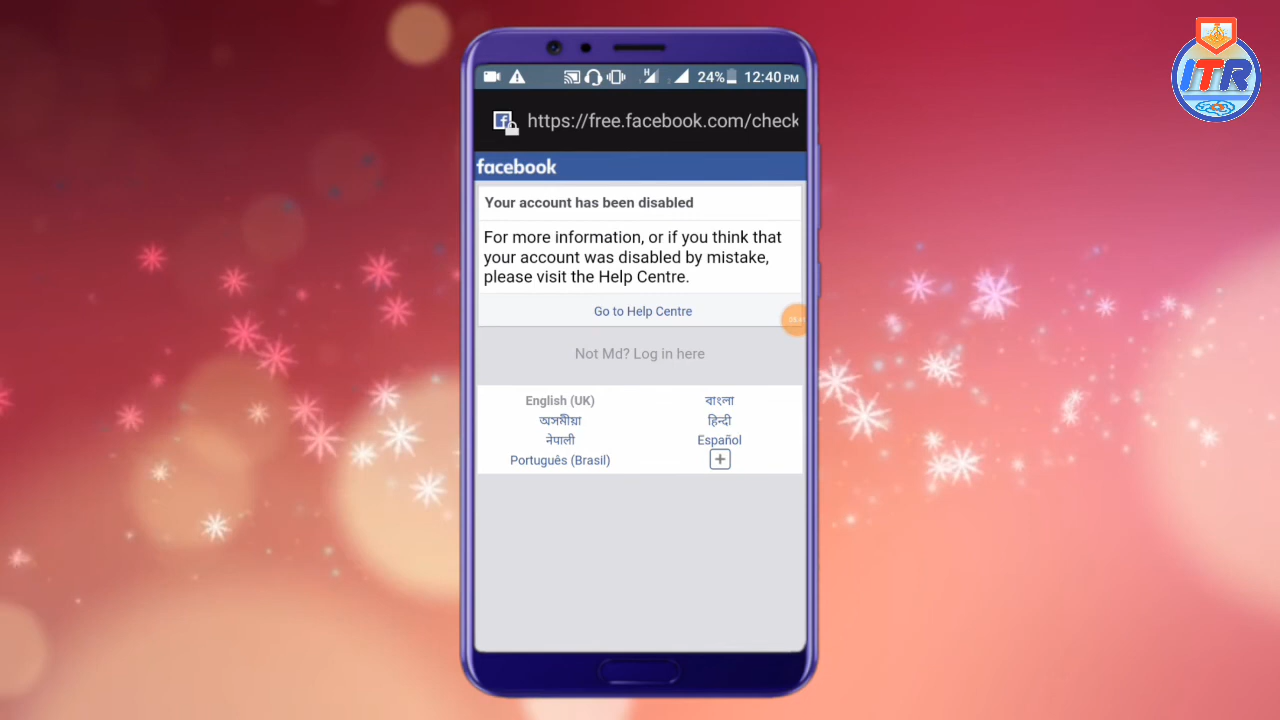 ITR
24% 12:40 PM
https://free.facebook.com/check
facebook
Your account has been disabled
For more information, or if you think that
your account was disabled by mistake,
please visit the Help Centre.
Go to Help Centre
Not Md? Log in here
English (UK) বাংলা
অসমীয়া हिन्दी
नेपाली Español
Português (Brasil) +